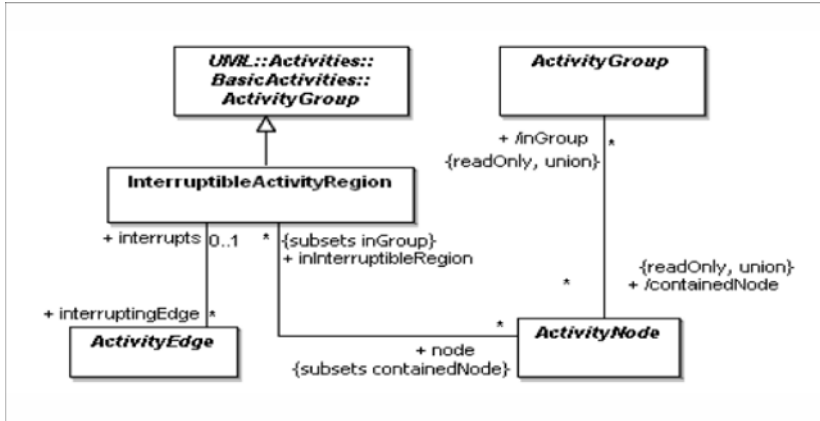 UML::Activities::
BasicActivities::
ActivityGroup
ActivityGroup
+ /inGroup
*
{readOnly, union}
InterruptibleActivityRegion
+ interrupts
0..1
*
{subsets inGroup}
+ inInterruptibleRegion
*
{readOnly, union}
+ /containedNode
+ interruptingEdge
*
*
ActivityEdge
ActivityNode
+ node
{subsets containedNode}